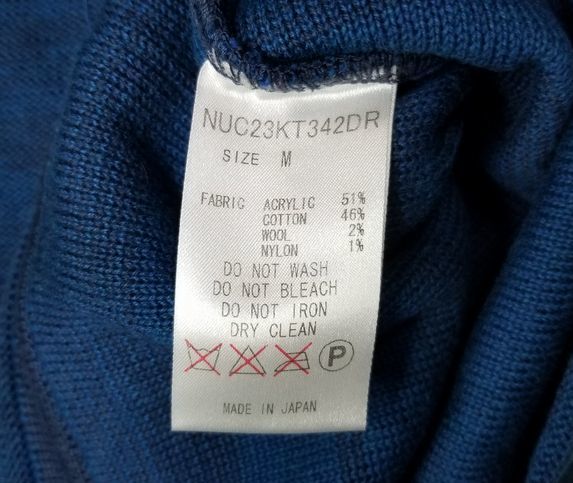 NUC23KT342DR
SIZE M
FABRIC ACRYLIC 51%
COTTON 46%
WOOL 2%
NYLON 1%
DO NOT WASH
DO NOT BLEACH
DO NOT IRON
DRY CLEAN
P
MADE IN JAPAN